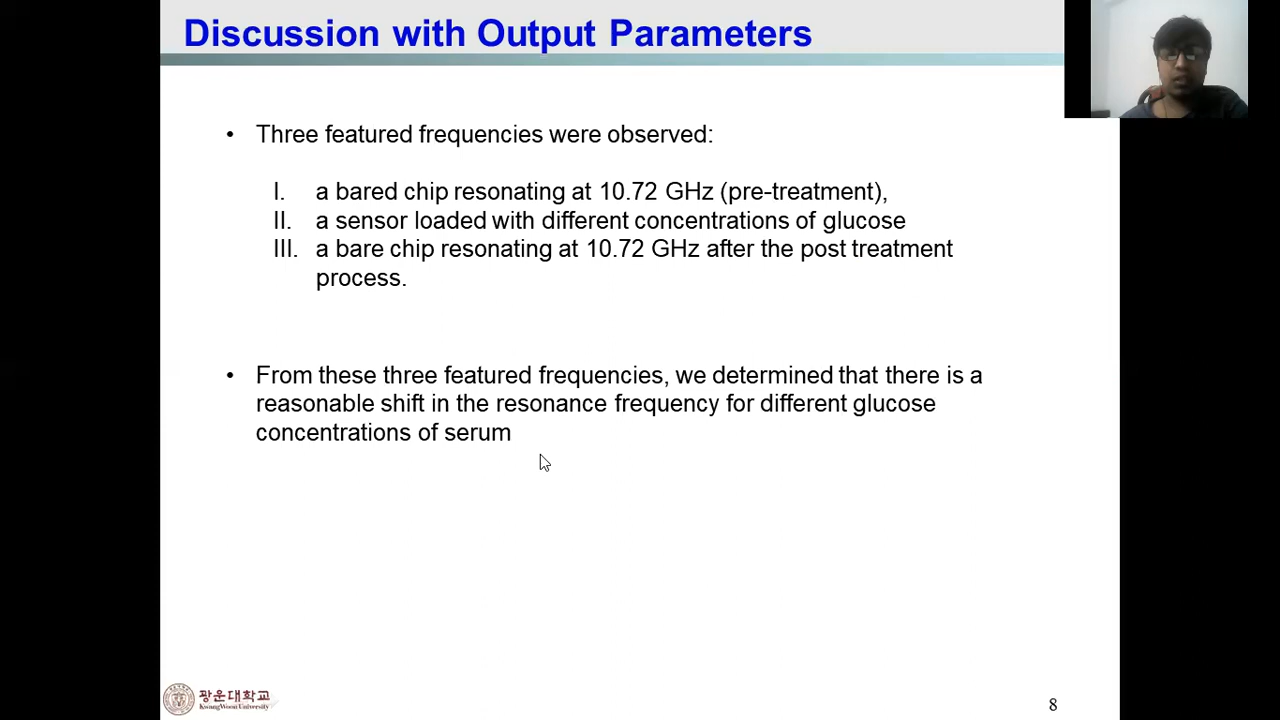 Discussion with Output Parameters
• Three featured frequencies were observed:
I. a bared chip resonating at 10.72 GHz (pre-treatment),
II. a sensor loaded with different concentrations of glucose
III. a bare chip resonating at 10.72 GHz after the post treatment
process.
• From these three featured frequencies, we determined that there is a
reasonable shift in the resonance frequency for different glucose
concentrations of serum
광운대학교
KwangWoon University
8